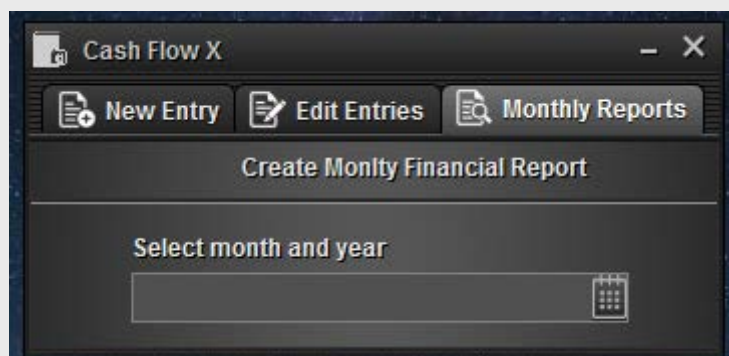 Cash Flow X
New Entry Edit Entries Monthly Reports
Create Monlty Financial Report
Select month and year